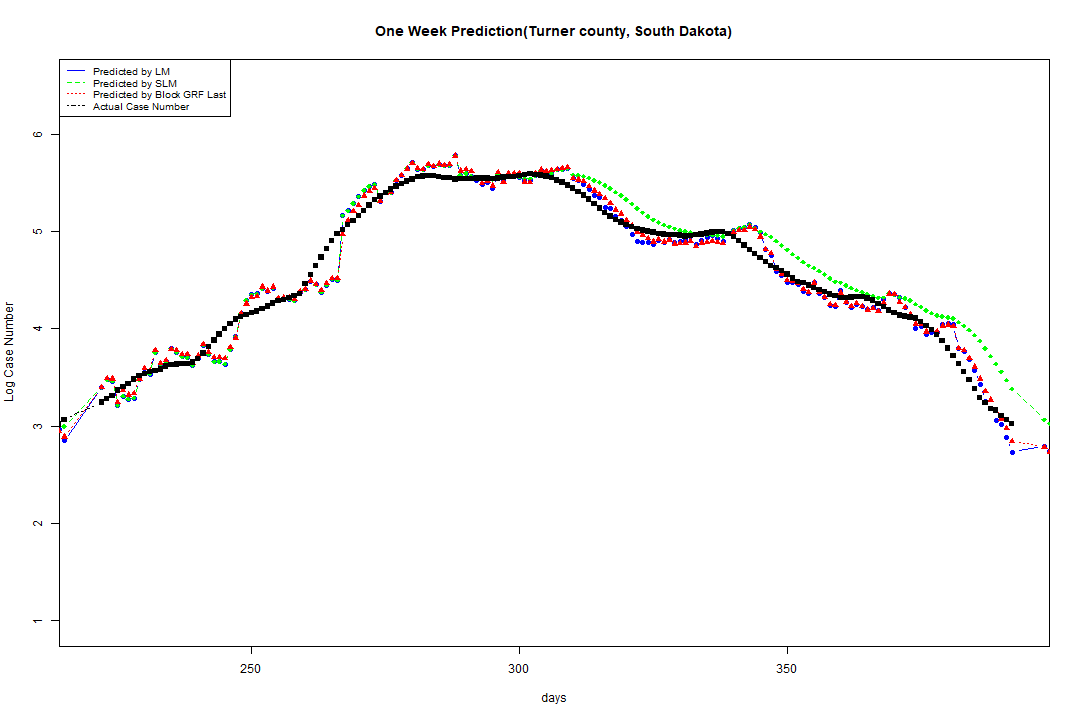 One Week Prediction(Turner county, South Dakota)
Predicted by LM
Predicted by SLM
Predicted by Block GRF Last
Actual Case Number
6
5
4
3
2
1
Log Case Number
250
300
350
days